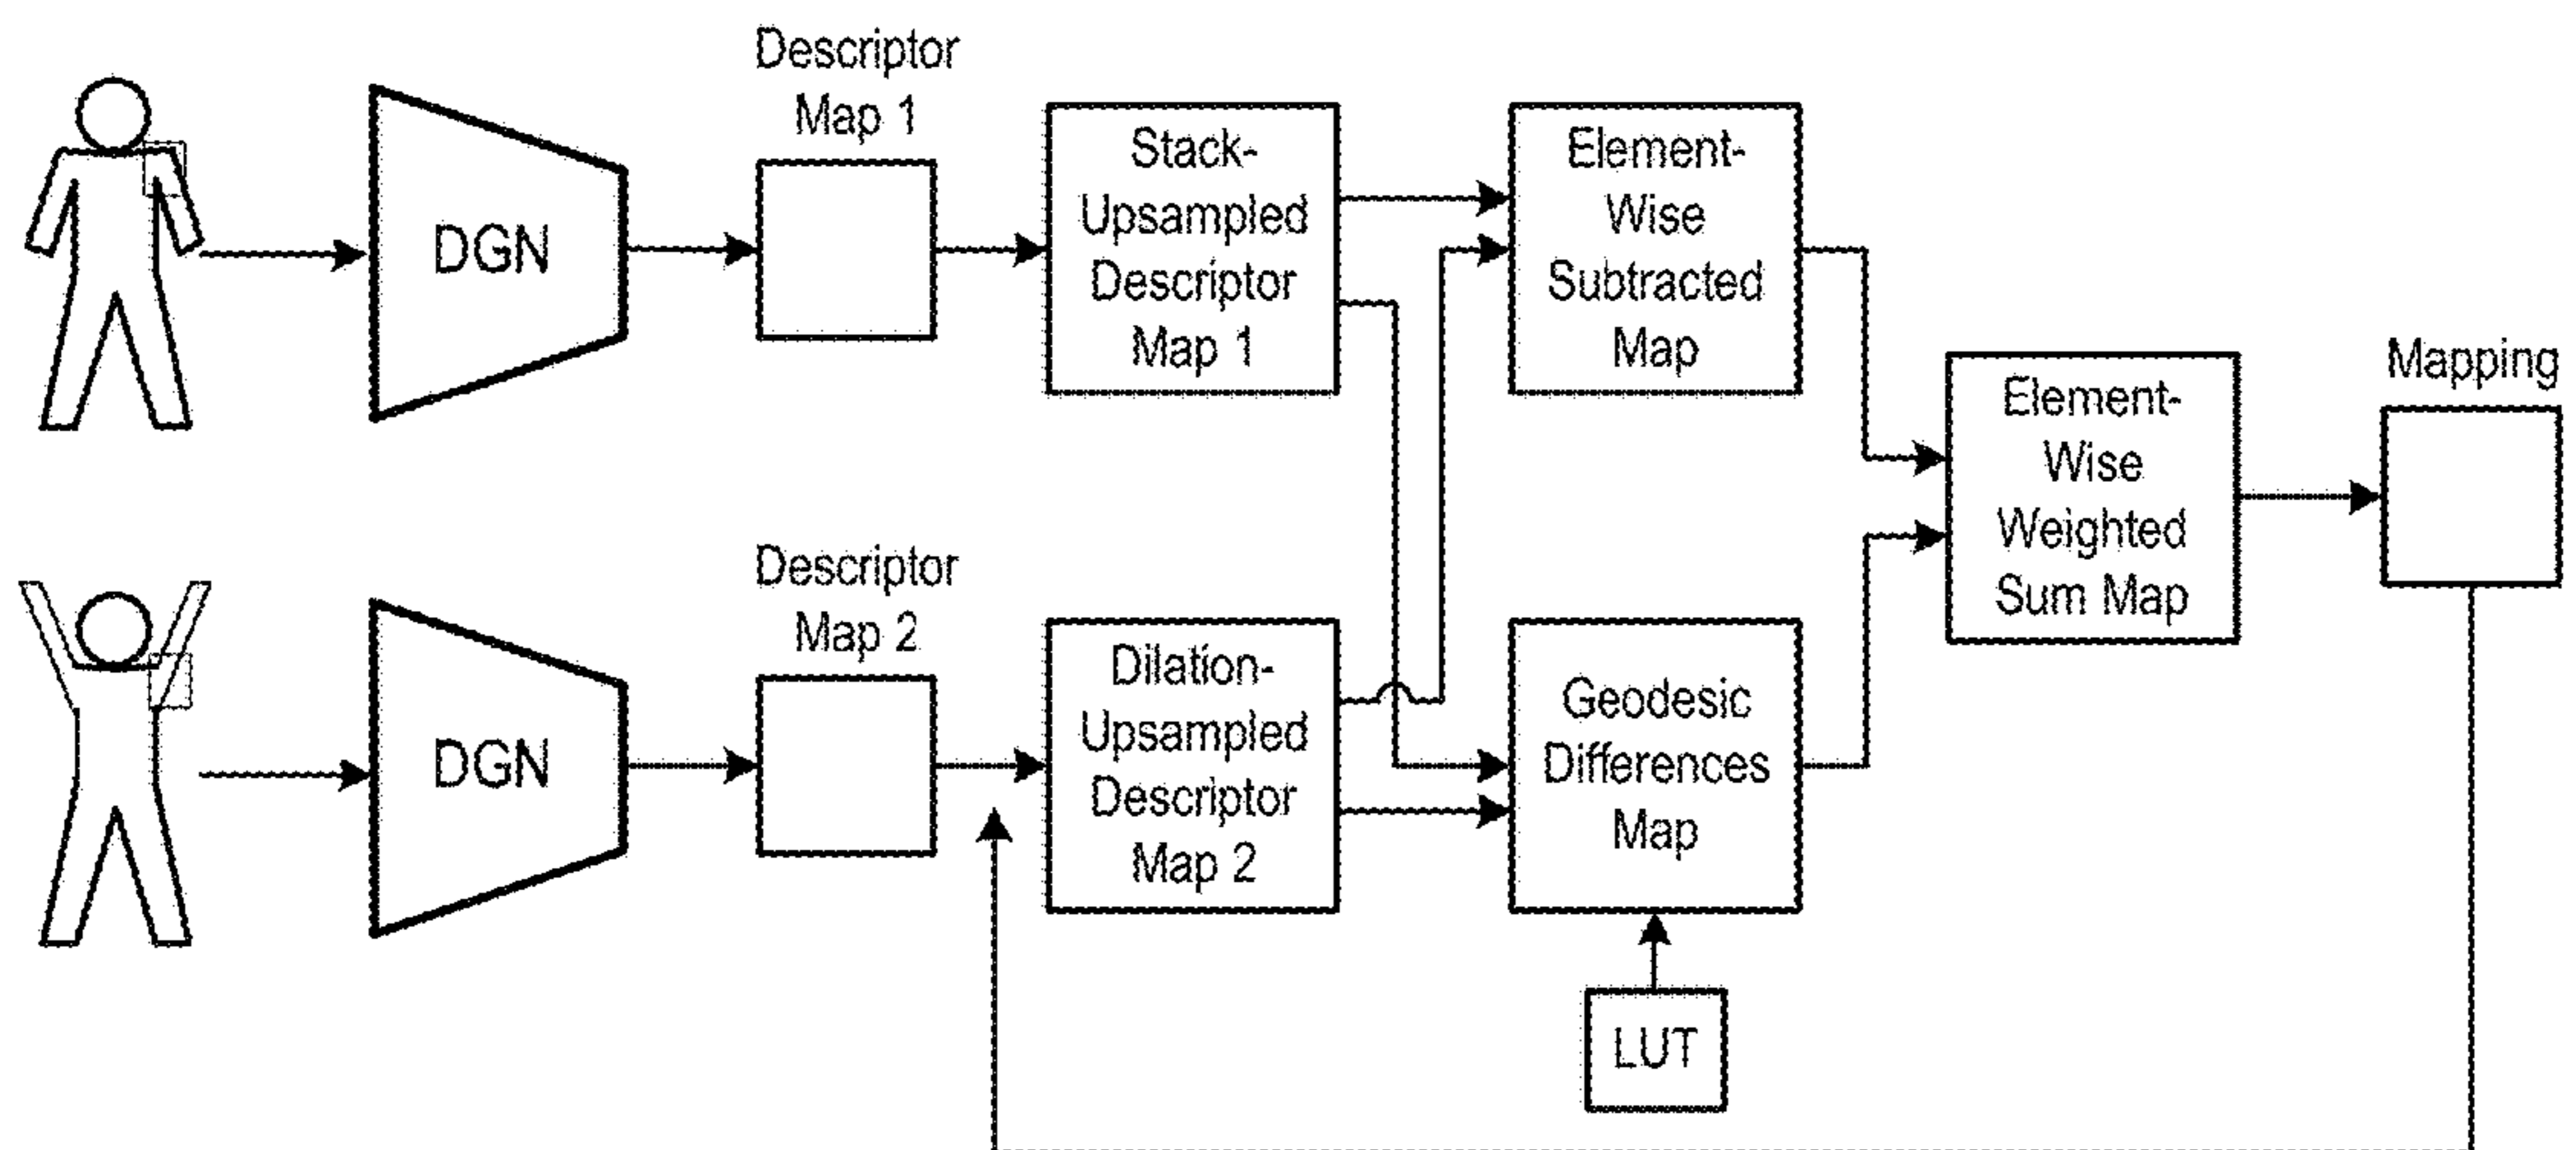 Descriptor
Map 1
DGN
Stack-
Upsampled
Descriptor
Map 1
Element-
Wise
Subtracted
Map
Mapping
Element-
Wise
Weighted
Sum Map
Descriptor
Map 2
DGN
Dilation-
Upsampled
Descriptor
Map 2
Geodesic
Differences
Map
LUT